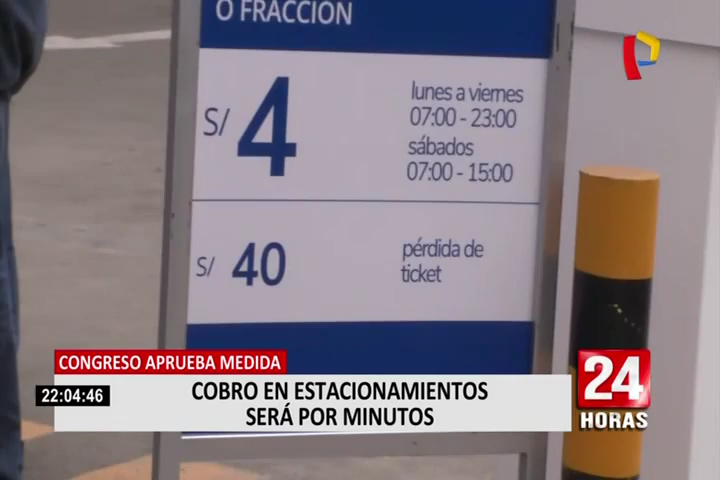 O FRACCIÓN
S/ 4
lunes a viernes
07:00 - 23:00
sábados
07:00 - 15:00
S/ 40
pérdida de
ticket
CONGRESO APRUEBA MEDIDA
22:04:46
COBRO EN ESTACIONAMIENTOS
SERÁ POR MINUTOS
24
HORAS